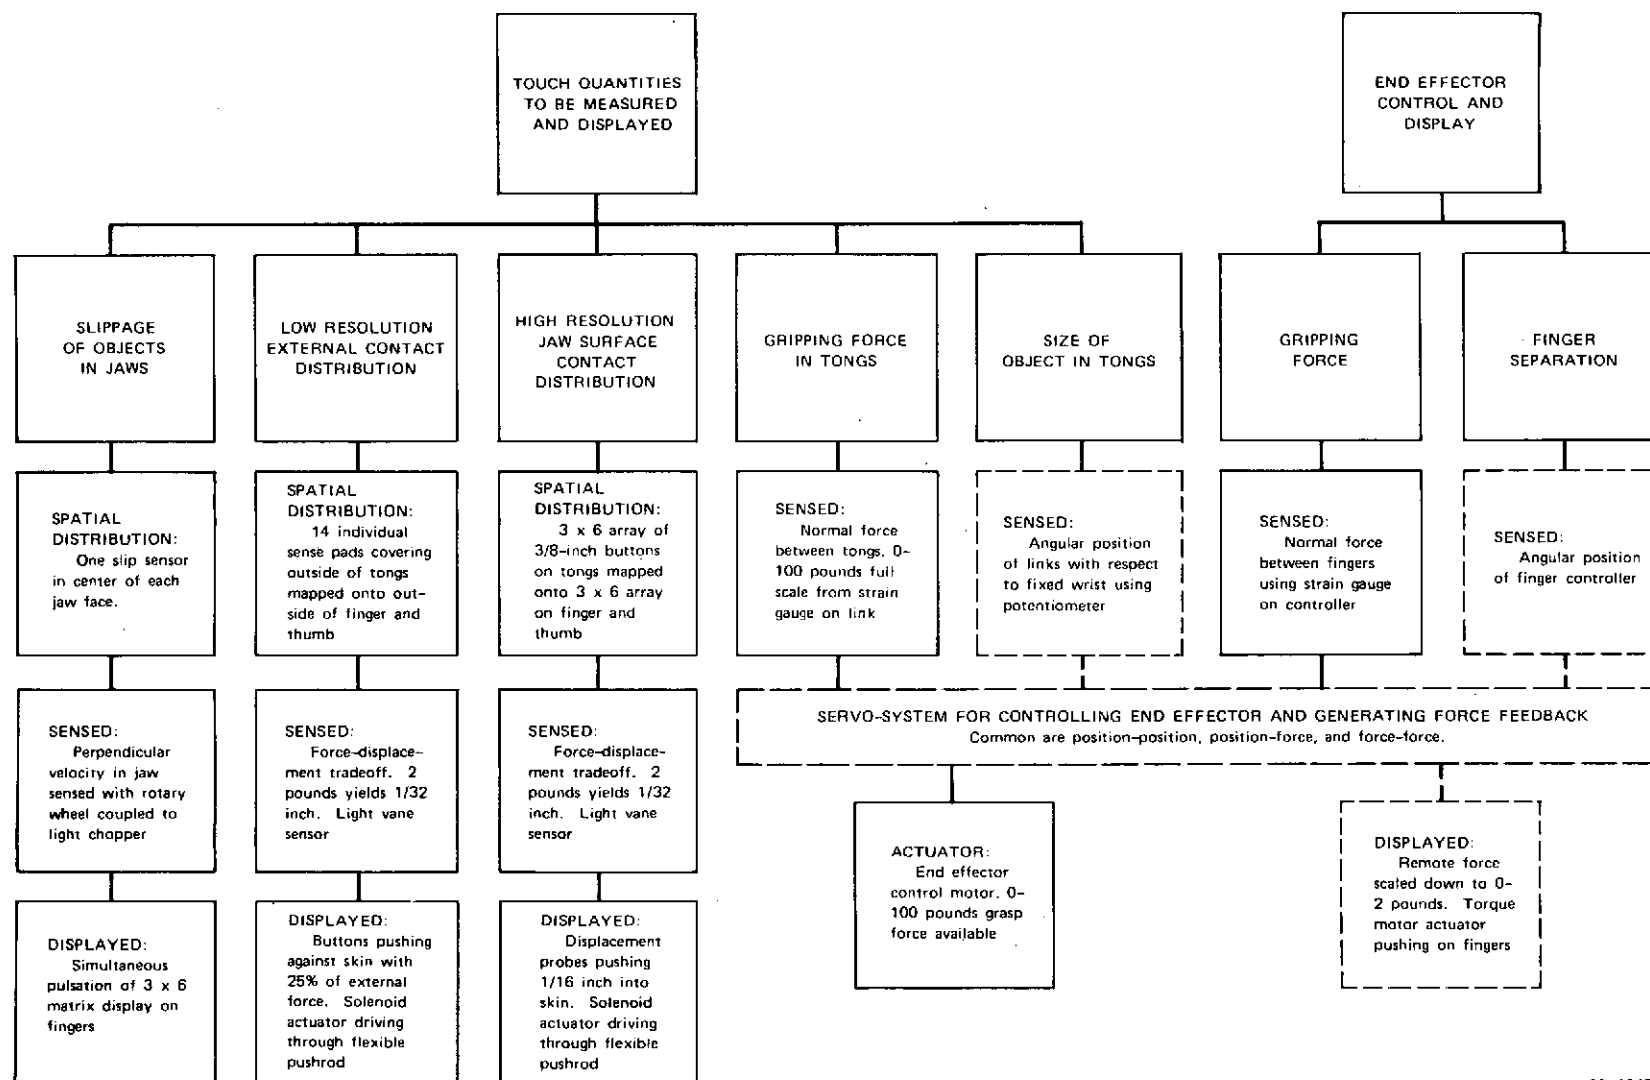 TOUCH QUANTITIES
TO BE MEASURED
AND DISPLAYED
END EFFECTOR
CONTROL AND
DISPLAY
SLIPPAGE
OF OBJECTS
IN JAWS
LOW RESOLUTION
EXTERNAL CONTACT
DISTRIBUTION
HIGH RESOLUTION
JAW SURFACE
CONTACT
DISTRIBUTION
GRIPPING FORCE
IN TONGS
SIZE OF
OBJECT IN TONGS
GRIPPING
FORCE
FINGER
SEPARATION
SPATIAL
DISTRIBUTION:
One slip sensor
in center of each
jaw face.
SPATIAL
DISTRIBUTION:
14 individual
sense pads covering
outside of tongs
mapped onto out-
side of finger and
thumb
SPATIAL
DISTRIBUTION:
3 x 6 array of
3/8-inch buttons
on tongs mapped
onto 3 x 6 array
on finger and
thumb
SENSED:
Normal force
between tongs. 0-
100 pounds full
scale from strain
gauge on link
SENSED:
Angular position
of links with respect
to fixed wrist using
potentiometer
SENSED:
Normal force
between fingers
using strain gauge
on controller
SENSED:
Angular position
of finger controller
SENSED:
Perpendicular
velocity in jaw
sensed with rotary
wheel coupled to
light chopper
SENSED:
Force-displace-
ment tradeoff. 2
pounds yields 1/32
inch. Light vane
sensor
SENSED:
Force-displace-
ment tradeoff. 2
pounds yields 1/32
inch. Light vane
sensor
SERVO-SYSTEM FOR CONTROLLING END EFFECTOR AND GENERATING FORCE FEEDBACK
Common are position-position, position-force, and force-force.
DISPLAYED:
Simultaneous
pulsation of 3 x 6
matrix display on
fingers
DISPLAYED:
Buttons pushing
against skin with
25% of external
force. Solenoid
actuator driving
through flexible
pushrod
DISPLAYED:
Displacement
probes pushing
1/16 inch into
skin. Solenoid
actuator driving
through flexible
pushrod
ACTUATOR:
End effector
control motor. 0-
100 pounds grasp
force available
DISPLAYED:
Remote force
scaled down to 0-
2 pounds. Torque
motor actuator
pushing on fingers